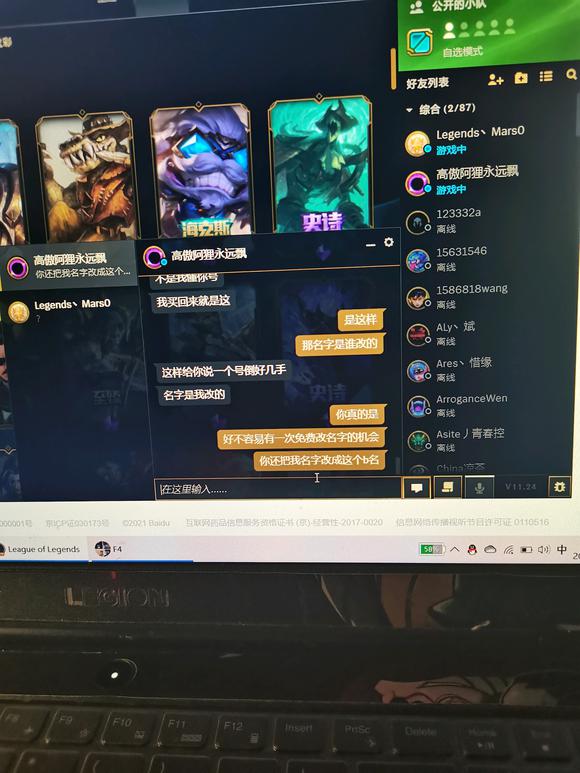 公开的小队
自选模式
好友列表
综合 (2/87)
Legends丶 Mars0
游戏中
高傲阿狸永远飘
游戏中
123332a
离线
15631546
离线
1586818wang
离线
ALy丶 斌
离线
Ares丶 惜缘
离线
ArroganceWen
离线
Asite丿青春控
离线
China凉茶
海克斯
史诗
高傲阿狸永远飘
你还把我名字改成这个...
Legends丶 Mars0
?
高傲阿狸永远飘
不是我懂你号
我买回来就是这
是这样
那名字是谁改的
这样给你说一个号倒好几手
名字是我改的
你真的是
好不容易有一次免费改名字的机会
你还把我名字改成这个b名
在这里输入......
V11.24
000001号 京ICP证030173号 ©2021 Baidu 互联网药品信息服务资格证书 (京)-经营性-2017-0020 信息网络传播视听节目许可证 0110516
League of Legends
F4
58%
中
20
LEGION
F8
F9
F10
F11
F12
Insert
PrtSc
Delete
Home